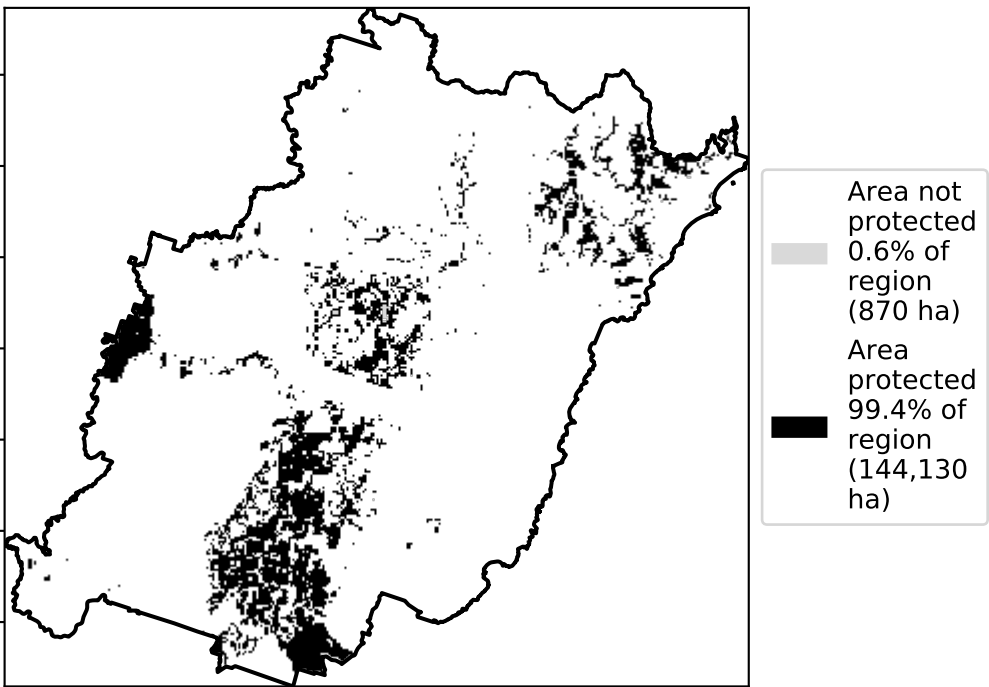 Area not
protected
0.6% of
region
(870 ha)
Area
protected
99.4% of
region
(144,130
ha)